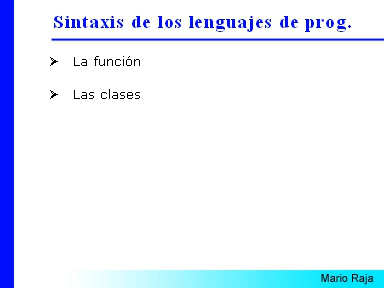 Sintaxis de los lenguajes de prog.
La función
Las clases
Mario Raja